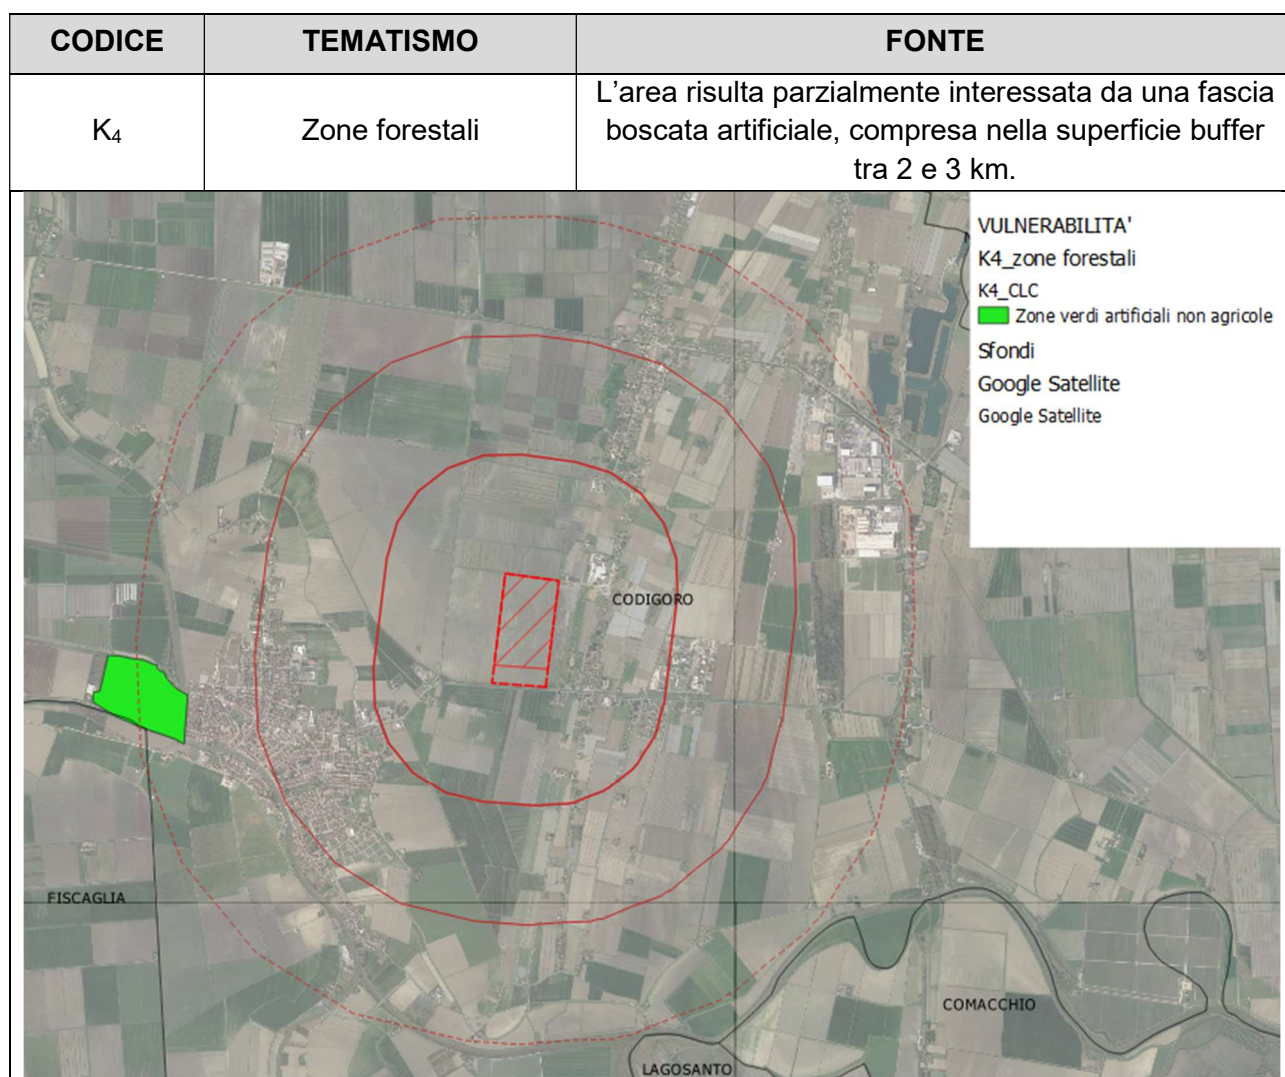 CODICE TEMATISMO FONTE
K₄ Zone forestali L'area risulta parzialmente interessata da una fascia
boscata artificiale, compresa nella superficie buffer
tra 2 e 3 km.
VULNERABILITA'
K4_zone forestali
K4_CLC
Zone verdi artificiali non agricole
Sfondi
Google Satellite
Google Satellite
CODIGORO
FISCAGLIA
COMACCHIO
LAGOSANTO